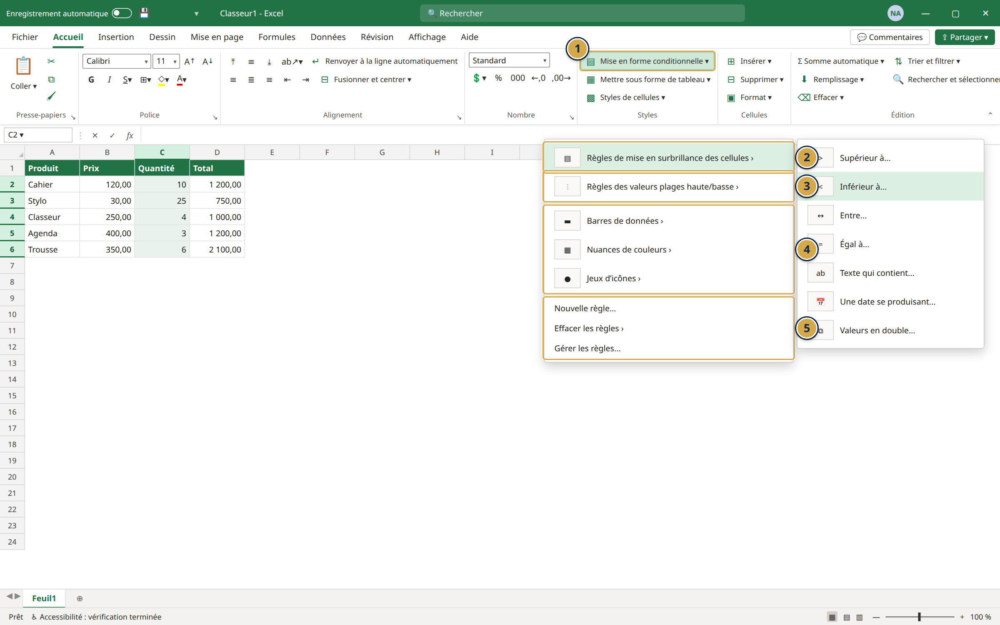 Enregistrement automatique
Classeur1 - Excel
Rechercher
NA
Fichier Accueil Insertion Dessin Mise en page Formules Données Révision Affichage Aide
Commentaires
Partager
1
Coller
Presse-papiers
Calibri 11
G I S A
Police
ab
Renvoyer à la ligne automatiquement
Fusionner et centrer
Alignement
Standard
% 000 ←,0 ,00→
Nombre
Mise en forme conditionnelle
Mettre sous forme de tableau
Styles de cellules
Styles
Insérer
Supprimer
Format
Cellules
Σ Somme automatique
Remplissage
Effacer
Trier et filtrer
Rechercher et sélectionner
Édition
C2
fx
A B C D E F G H I
1 Produit Prix Quantité Total
2 Cahier 120,00 10 1 200,00
3 Stylo 30,00 25 750,00
4 Classeur 250,00 4 1 000,00
5 Agenda 400,00 3 1 200,00
6 Trousse 350,00 6 2 100,00
7
8
9
10
11
12
13
14
15
16
17
18
19
20
21
22
23
24
Règles de mise en surbrillance des cellules ›
Règles des valeurs plages haute/basse ›
Barres de données ›
Nuances de couleurs ›
Jeux d’icônes ›
Nouvelle règle...
Effacer les règles ›
Gérer les règles...
2 > Supérieur à...
3 < Inférieur à...
↔ Entre...
4 = Égal à...
ab Texte qui contient...
Une date se produisant...
5 Valeurs en double...
Feuil1
Prêt
Accessibilité : vérification terminée
— + 100 %